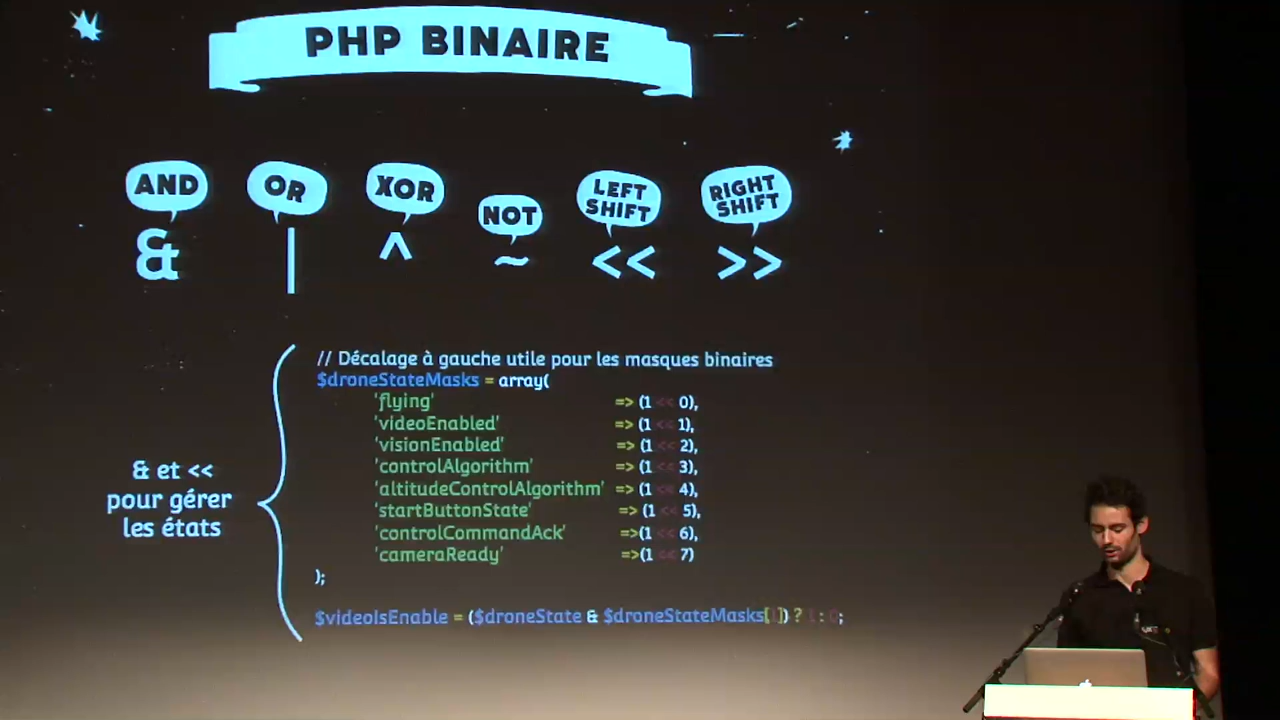 PHP BINAIRE
AND
OR
XOR
NOT
LEFT
SHIFT
RIGHT
SHIFT
& | ^ ~ << >>
& et <<
pour gérer
les états
// Décalage à gauche utile pour les masques binaires
$droneStateMasks = array(
'flying' => (1 << 0),
'videoEnabled' => (1 << 1),
'visionEnabled' => (1 << 2),
'controlAlgorithm' => (1 << 3),
'altitudeControlAlgorithm' => (1 << 4),
'startButtonState' => (1 << 5),
'controlCommandAck' =>(1 << 6),
'cameraReady' =>(1 << 7)
);
$videoIsEnable = ($droneState & $droneStateMasks[1]) ? 1 : 0;